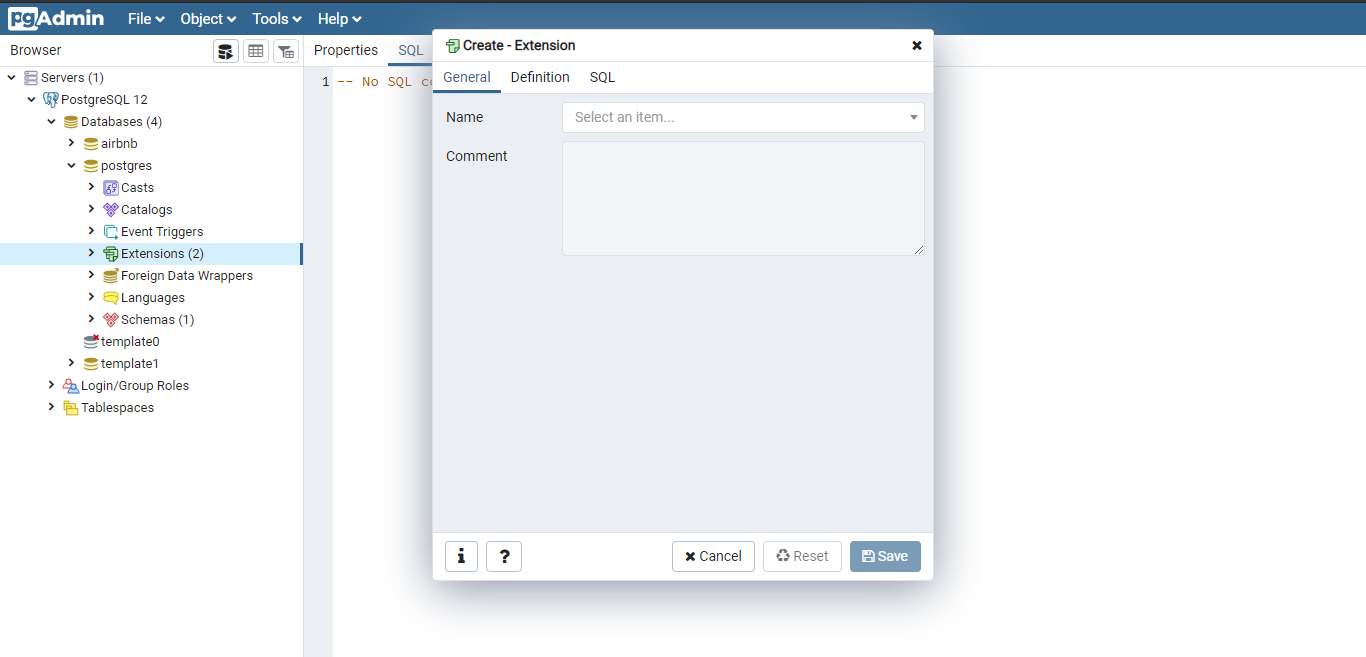 pgAdmin File Object Tools Help
Browser
Properties SQL
Servers (1)
PostgreSQL 12
Databases (4)
airbnb
postgres
Casts
Catalogs
Event Triggers
Extensions (2)
Foreign Data Wrappers
Languages
Schemas (1)
template0
template1
Login/Group Roles
Tablespaces
1 -- No SQL
Create - Extension
General Definition SQL
Name Select an item...
Comment
i ? Cancel Reset Save